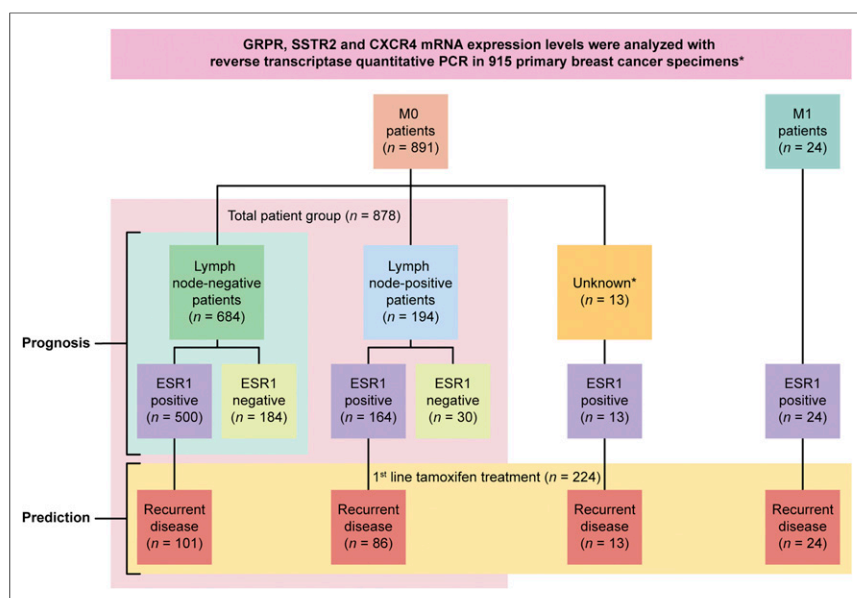 GRPR, SSTR2 and CXCR4 mRNA expression levels were analyzed with
reverse transcriptase quantitative PCR in 915 primary breast cancer specimens*
M0
patients
(n = 891)
M1
patients
(n = 24)
Total patient group (n = 878)
Lymph
node-negative
patients
(n = 684)
Lymph
node-positive
patients
(n = 194)
Unknown*
(n = 13)
Prognosis
ESR1
positive
(n = 500)
ESR1
negative
(n = 184)
ESR1
positive
(n = 164)
ESR1
negative
(n = 30)
ESR1
positive
(n = 13)
ESR1
positive
(n = 24)
1st line tamoxifen treatment (n = 224)
Prediction
Recurrent
disease
(n = 101)
Recurrent
disease
(n = 86)
Recurrent
disease
(n = 13)
Recurrent
disease
(n = 24)